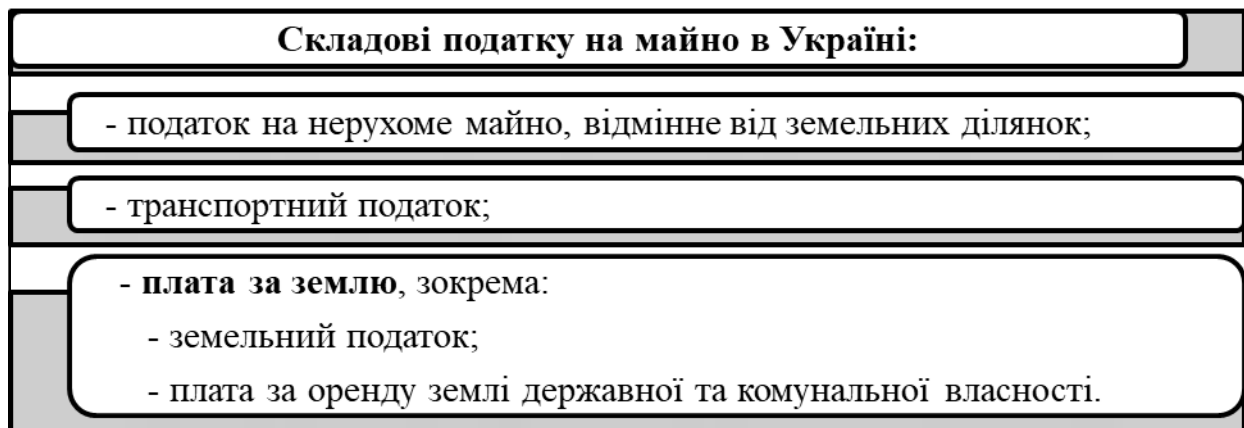 Складові податку на майно в Україні:
- податок на нерухоме майно, відмінне від земельних ділянок;
- транспортний податок;
- плата за землю, зокрема:
- земельний податок;
- плата за оренду землі державної та комунальної власності.